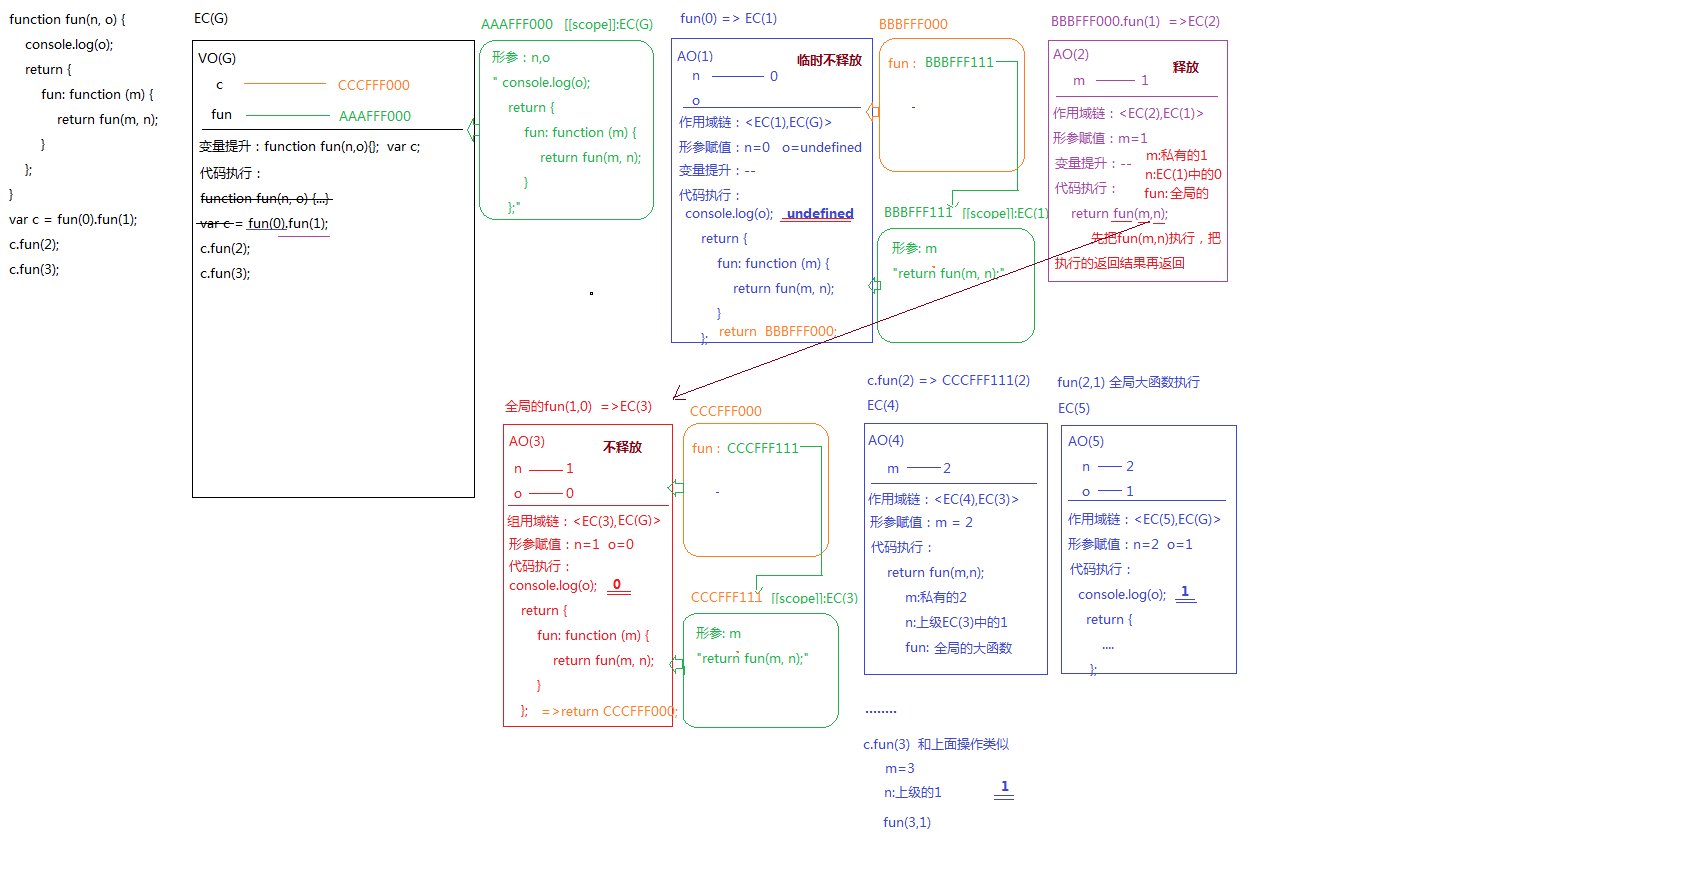 function fun(n, o) {
console.log(o);
return {
fun: function (m) {
return fun(m, n);
}
};
}
var c = fun(0).fun(1);
c.fun(2);
c.fun(3);
EC(G)
VO(G)
c CCCFFF000
fun AAAFFF000
变量提升：function fun(n,o){}; var c;
代码执行：
function fun(n, o) {...}
var c = fun(0).fun(1);
c.fun(2);
c.fun(3);
AAAFFF000 [[scope]]:EC(G)
形参：n,o
" console.log(o);
return {
fun: function (m) {
return fun(m, n);
}
};"
fun(0) => EC(1)
AO(1) 临时不释放
n 0
o
作用域链：<EC(1),EC(G)>
形参赋值：n=0 o=undefined
变量提升：--
代码执行：
console.log(o); undefined
return {
fun: function (m) {
return fun(m, n);
}
}; return BBBFFF000;
BBBFFF000
fun : BBBFFF111
BBBFFF111 [[scope]]:EC(1)
形参: m
"return fun(m, n);"
BBBFFF000.fun(1) =>EC(2)
AO(2) 释放
m 1
作用域链：<EC(2),EC(1)>
形参赋值：m=1
变量提升：--
m:私有的1
n:EC(1)中的0
fun: 全局的
代码执行：
return fun(m,n);
先把fun(m,n)执行，把
执行的返回结果再返回
全局的fun(1,0) =>EC(3)
AO(3) 不释放
n 1
o 0
组用域链：<EC(3),EC(G)>
形参赋值：n=1 o=0
代码执行：
console.log(o); 0
return {
fun: function (m) {
return fun(m, n);
}
}; =>return CCCFFF000;
CCCFFF000
fun : CCCFFF111
CCCFFF111 [[scope]]:EC(3)
形参: m
"return fun(m, n);"
c.fun(2) => CCCFFF111(2)
EC(4)
AO(4)
m 2
作用域链：<EC(4),EC(3)>
形参赋值：m = 2
代码执行：
return fun(m,n);
m:私有的2
n:上级EC(3)中的1
fun: 全局的大函数
fun(2,1) 全局大函数执行
EC(5)
AO(5)
n 2
o 1
作用域链：<EC(5),EC(G)>
形参赋值：n=2 o=1
代码执行：
console.log(o); 1
return {
....
};
........
c.fun(3) 和上面操作类似
m=3
n:上级的1 1
fun(3,1)